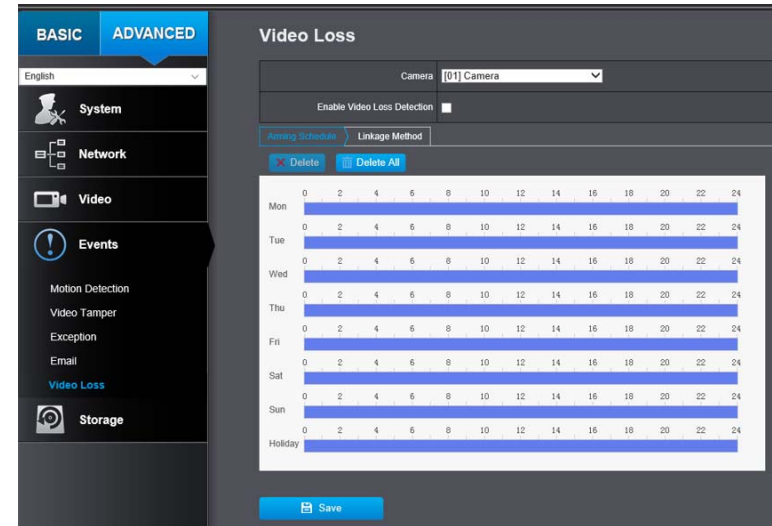 BASIC ADVANCED
English
System
Network
Video
Events
Motion Detection
Video Tamper
Exception
Email
Video Loss
Storage
Video Loss
Camera [01] Camera
Enable Video Loss Detection
Arming Schedule Linkage Method
Delete Delete All
0 2 4 6 8 10 12 14 16 18 20 22 24
Mon
0 2 4 6 8 10 12 14 16 18 20 22 24
Tue
0 2 4 6 8 10 12 14 16 18 20 22 24
Wed
0 2 4 6 8 10 12 14 16 18 20 22 24
Thu
0 2 4 6 8 10 12 14 16 18 20 22 24
Fri
0 2 4 6 8 10 12 14 16 18 20 22 24
Sat
0 2 4 6 8 10 12 14 16 18 20 22 24
Sun
0 2 4 6 8 10 12 14 16 18 20 22 24
Holiday
Save